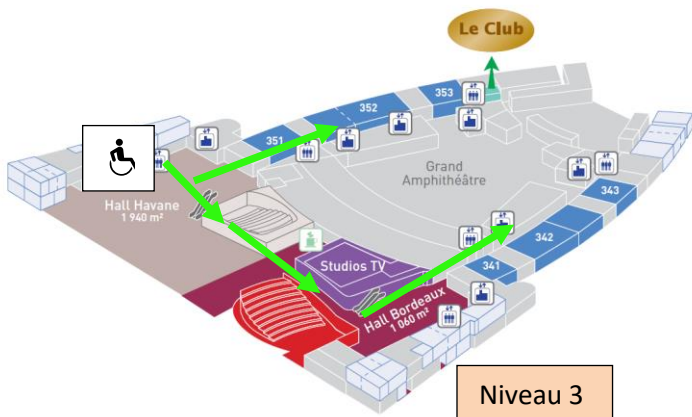 Le Club
353
352
351
Grand
Amphithéâtre
343
342
341
Hall Havane
1 940 m²
Studios TV
Hall Bordeaux
1 060 m²
Niveau 3